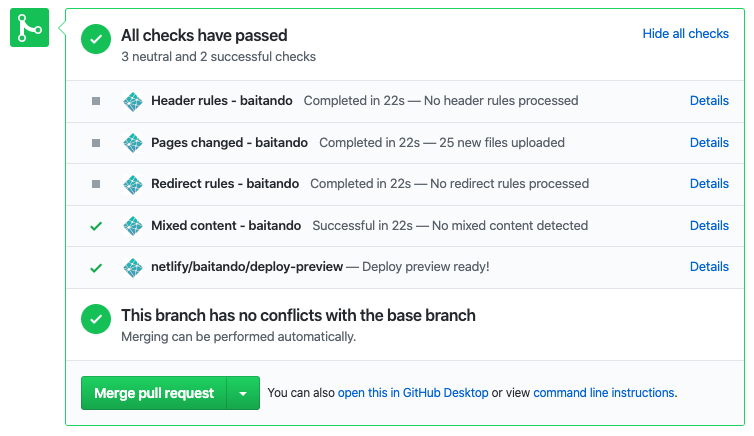 All checks have passed
Hide all checks
3 neutral and 2 successful checks
Header rules - baitando Completed in 22s — No header rules processed Details
Pages changed - baitando Completed in 22s — 25 new files uploaded Details
Redirect rules - baitando Completed in 22s — No redirect rules processed Details
Mixed content - baitando Successful in 22s — No mixed content detected Details
netlify/baitando/deploy-preview — Deploy preview ready! Details
This branch has no conflicts with the base branch
Merging can be performed automatically.
Merge pull request You can also open this in GitHub Desktop or view command line instructions.